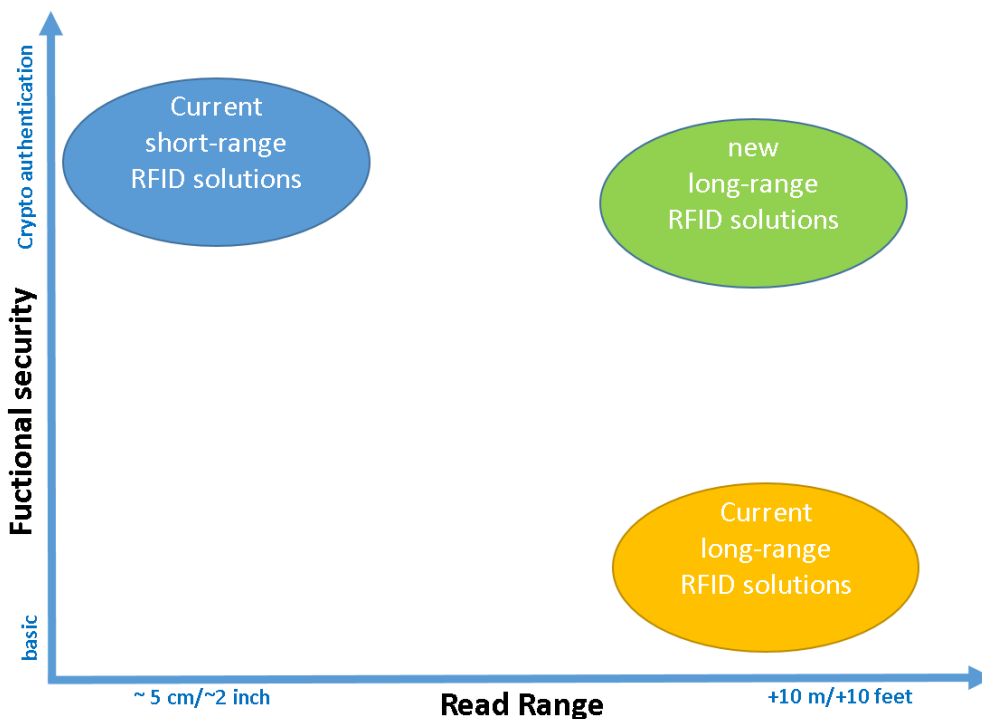 Crypto authentication
Fuctional security
basic
Current
short-range
RFID solutions
new
long-range
RFID solutions
Current
long-range
RFID solutions
~ 5 cm/~2 inch
Read Range
+10 m/+10 feet